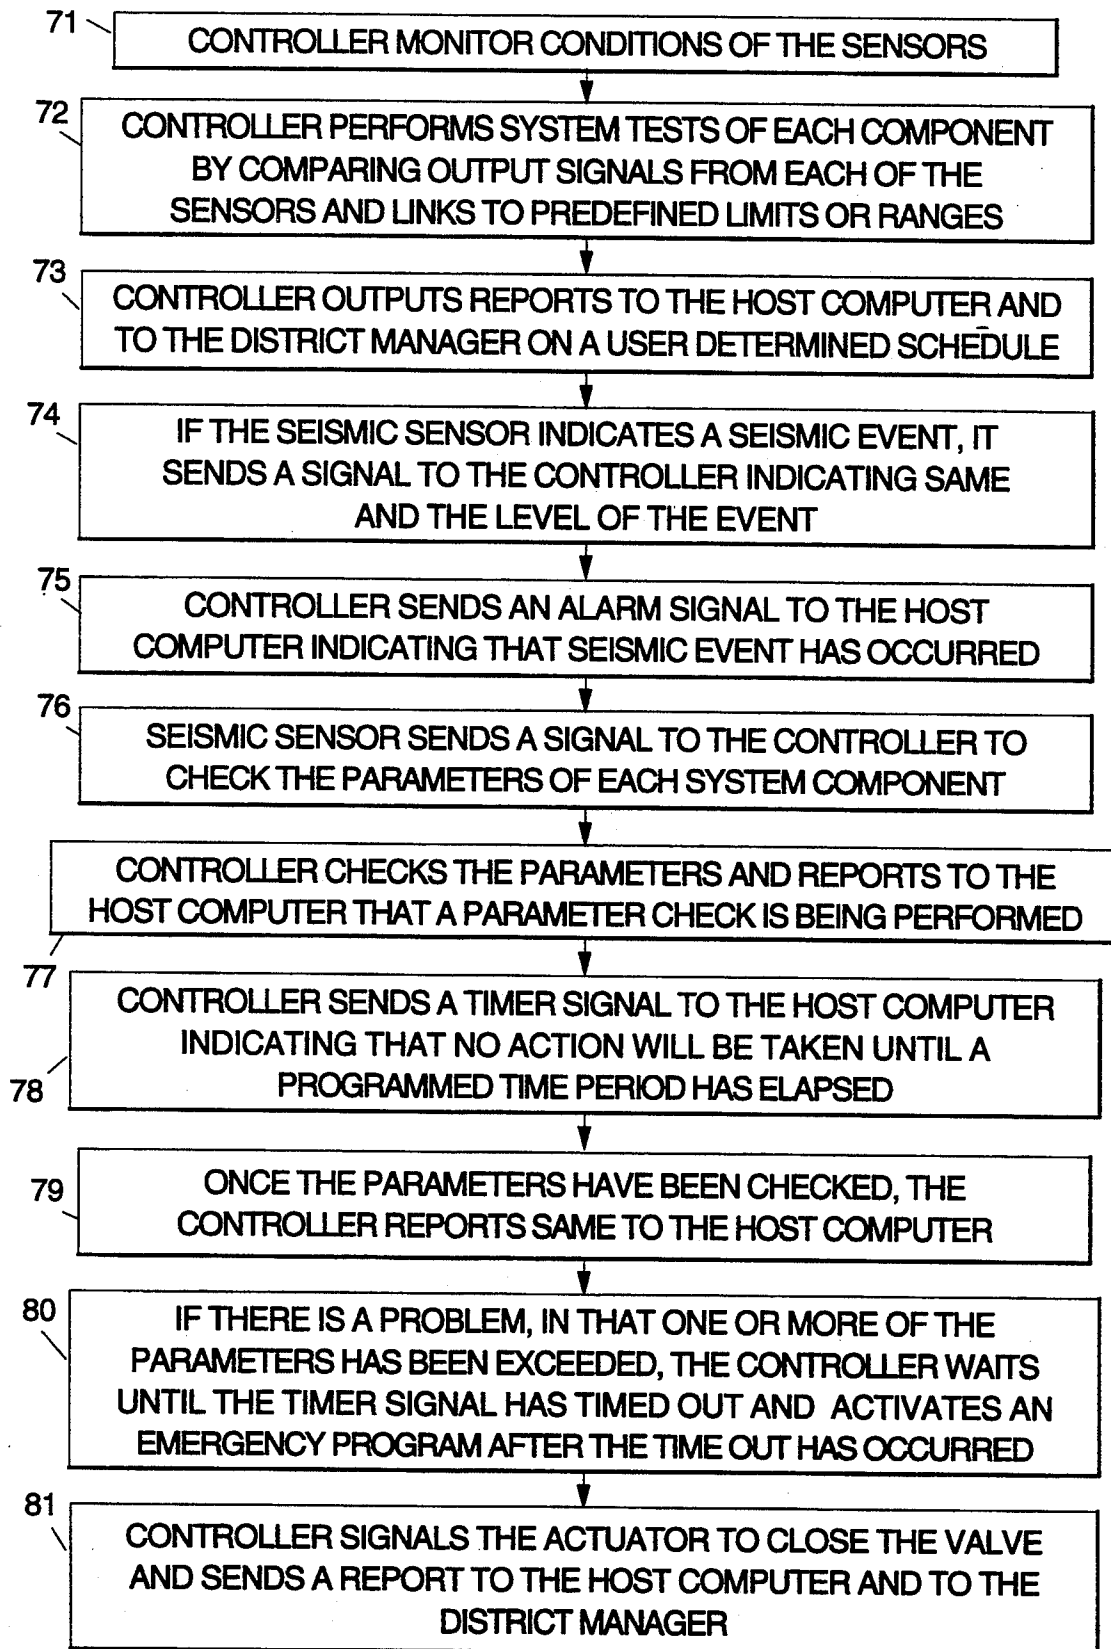 71
CONTROLLER MONITOR CONDITIONS OF THE SENSORS
72
CONTROLLER PERFORMS SYSTEM TESTS OF EACH COMPONENT
BY COMPARING OUTPUT SIGNALS FROM EACH OF THE
SENSORS AND LINKS TO PREDEFINED LIMITS OR RANGES
73
CONTROLLER OUTPUTS REPORTS TO THE HOST COMPUTER AND
TO THE DISTRICT MANAGER ON A USER DETERMINED SCHEDULE
74
IF THE SEISMIC SENSOR INDICATES A SEISMIC EVENT, IT
SENDS A SIGNAL TO THE CONTROLLER INDICATING SAME
AND THE LEVEL OF THE EVENT
75
CONTROLLER SENDS AN ALARM SIGNAL TO THE HOST
COMPUTER INDICATING THAT SEISMIC EVENT HAS OCCURRED
76
SEISMIC SENSOR SENDS A SIGNAL TO THE CONTROLLER TO
CHECK THE PARAMETERS OF EACH SYSTEM COMPONENT
CONTROLLER CHECKS THE PARAMETERS AND REPORTS TO THE
HOST COMPUTER THAT A PARAMETER CHECK IS BEING PERFORMED
77
CONTROLLER SENDS A TIMER SIGNAL TO THE HOST COMPUTER
INDICATING THAT NO ACTION WILL BE TAKEN UNTIL A
PROGRAMMED TIME PERIOD HAS ELAPSED
78
79
ONCE THE PARAMETERS HAVE BEEN CHECKED, THE
CONTROLLER REPORTS SAME TO THE HOST COMPUTER
80
IF THERE IS A PROBLEM, IN THAT ONE OR MORE OF THE
PARAMETERS HAS BEEN EXCEEDED, THE CONTROLLER WAITS
UNTIL THE TIMER SIGNAL HAS TIMED OUT AND ACTIVATES AN
EMERGENCY PROGRAM AFTER THE TIME OUT HAS OCCURRED
81
CONTROLLER SIGNALS THE ACTUATOR TO CLOSE THE VALVE
AND SENDS A REPORT TO THE HOST COMPUTER AND TO THE
DISTRICT MANAGER